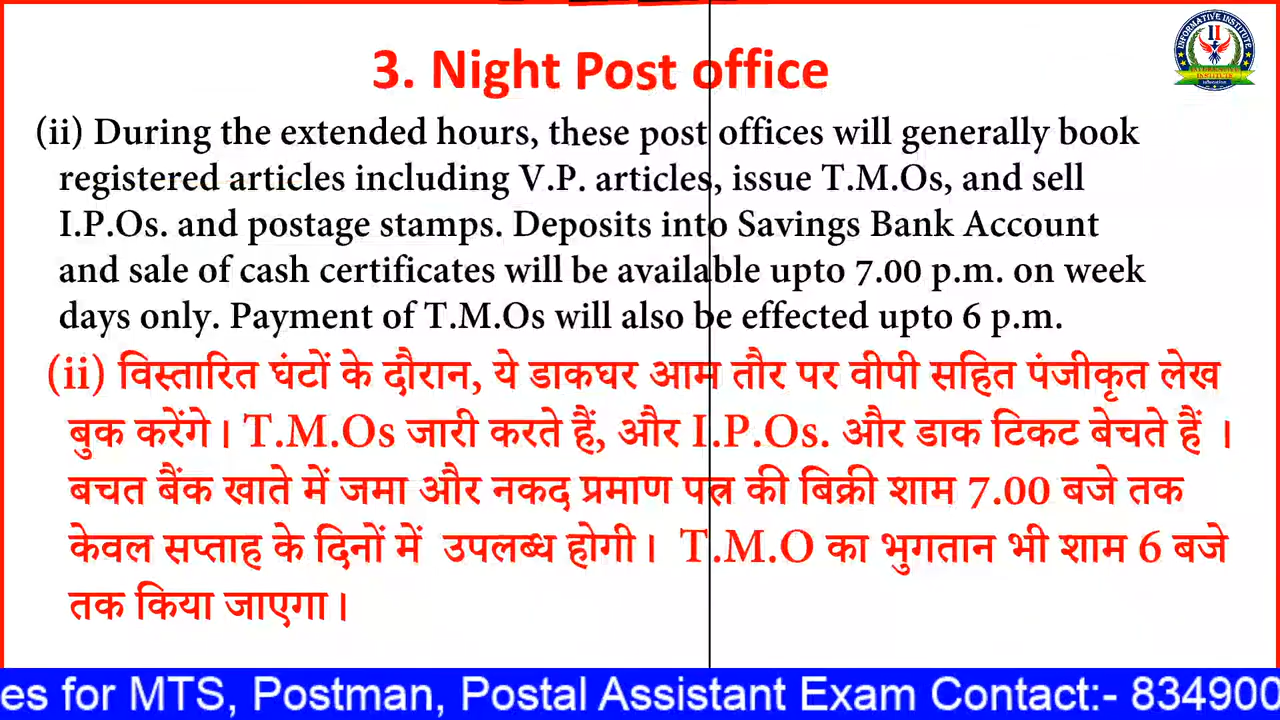 3. Night Post office
INFORMATIVE INSTITUTE
II
(ii) During the extended hours, these post offices will generally book
registered articles including V.P. articles, issue T.M.Os, and sell
I.P.Os. and postage stamps. Deposits into Savings Bank Account
and sale of cash certificates will be available upto 7.00 p.m. on week
days only. Payment of T.M.Os will also be effected upto 6 p.m.
(ii) विस्तारित घंटों के दौरान, ये डाकघर आम तौर पर वीपी सहित पंजीकृत लेख
बुक करेंगे। T.M.Os जारी करते हैं, और I.P.Os. और डाक टिकट बेचते हैं ।
बचत बैंक खाते में जमा और नकद प्रमाण पत्र की बिक्री शाम 7.00 बजे तक
केवल सप्ताह के दिनों में उपलब्ध होगी। T.M.O का भुगतान भी शाम 6 बजे
तक किया जाएगा।
es for MTS, Postman, Postal Assistant Exam Contact:- 834900